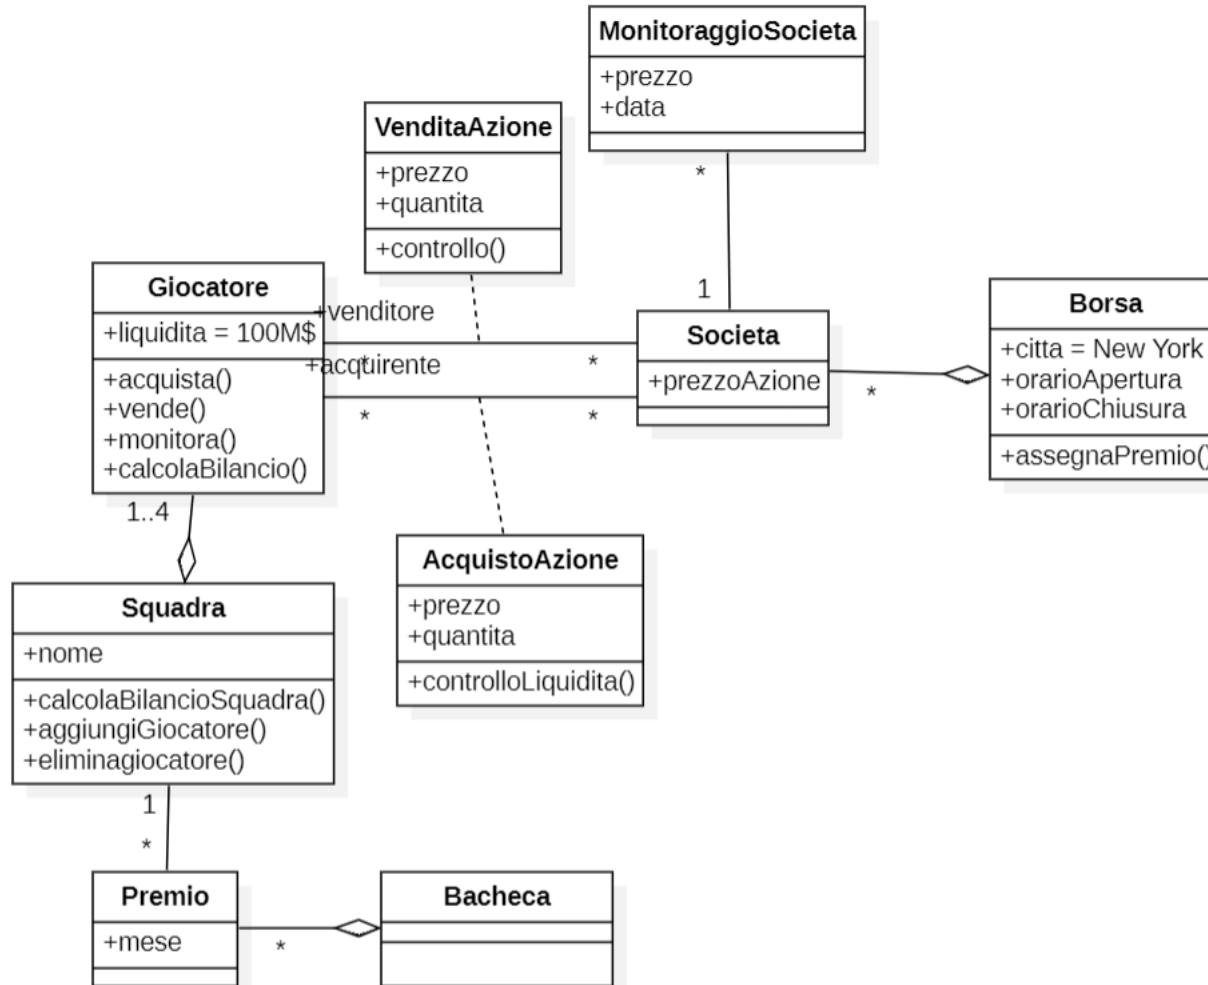 MonitoraggioSocieta
+prezzo
+data
*
1
VenditaAzione
+prezzo
+quantita
+controllo()
Giocatore
+liquidita = 100M$
+acquista()
+vende()
+monitora()
+calcolaBilancio()
1..4
+venditore
*
*
+acquirente
*
*
Societa
+prezzoAzione
*
Borsa
+citta = New York
+orarioApertura
+orarioChiusura
+assegnaPremio()
AcquistoAzione
+prezzo
+quantita
+controlloLiquidita()
Squadra
+nome
+calcolaBilancioSquadra()
+aggiungiGiocatore()
+eliminagiocatore()
1
*
Premio
+mese
*
Bacheca